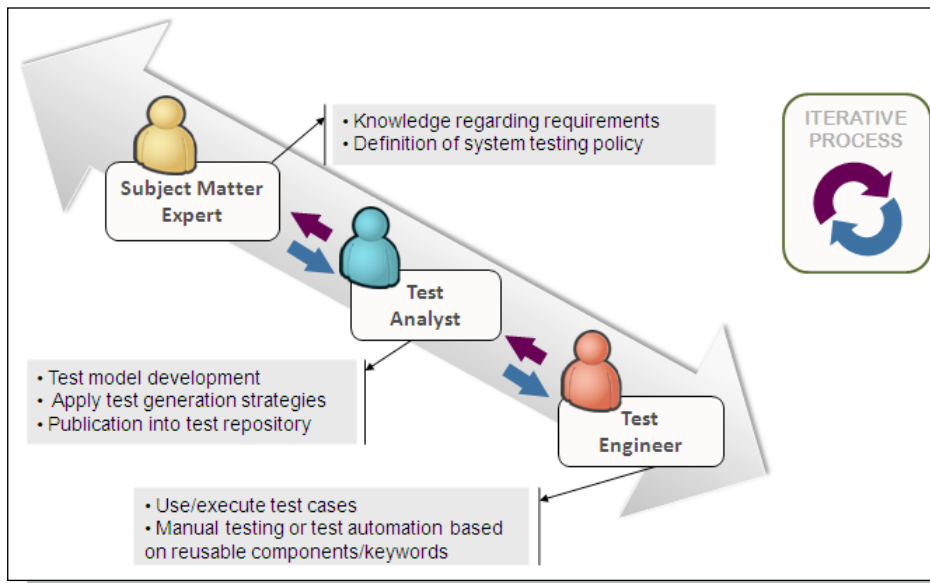 • Knowledge regarding requirements
• Definition of system testing policy
ITERATIVE
PROCESS
Subject Matter
Expert
Test
Analyst
• Test model development
• Apply test generation strategies
• Publication into test repository
Test
Engineer
• Use/execute test cases
• Manual testing or test automation based
on reusable components/keywords